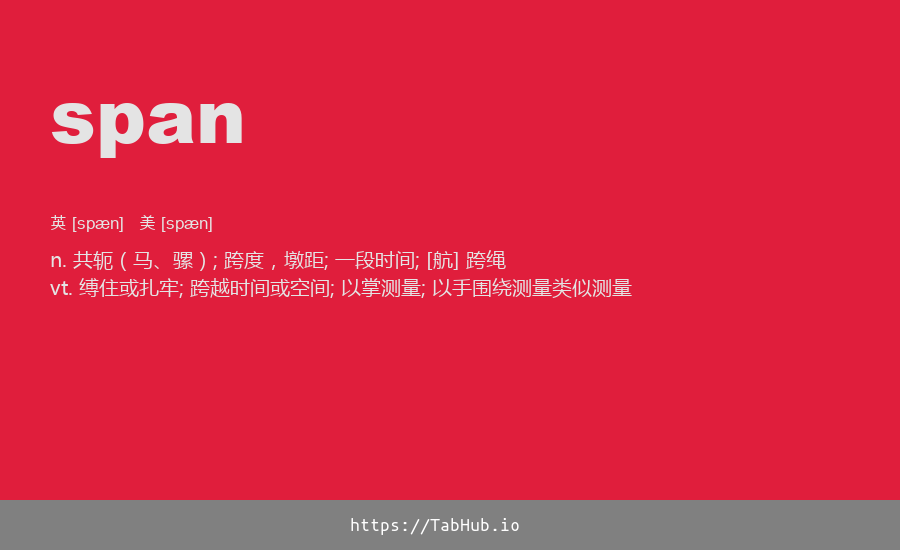 span
英 [spæn] 美 [spæn]
n. 共轭（马、骡）; 跨度，墩距; 一段时间; [航] 跨绳
vt. 缚住或扎牢; 跨越时间或空间; 以掌测量; 以手围绕测量类似测量
https://TabHub.io